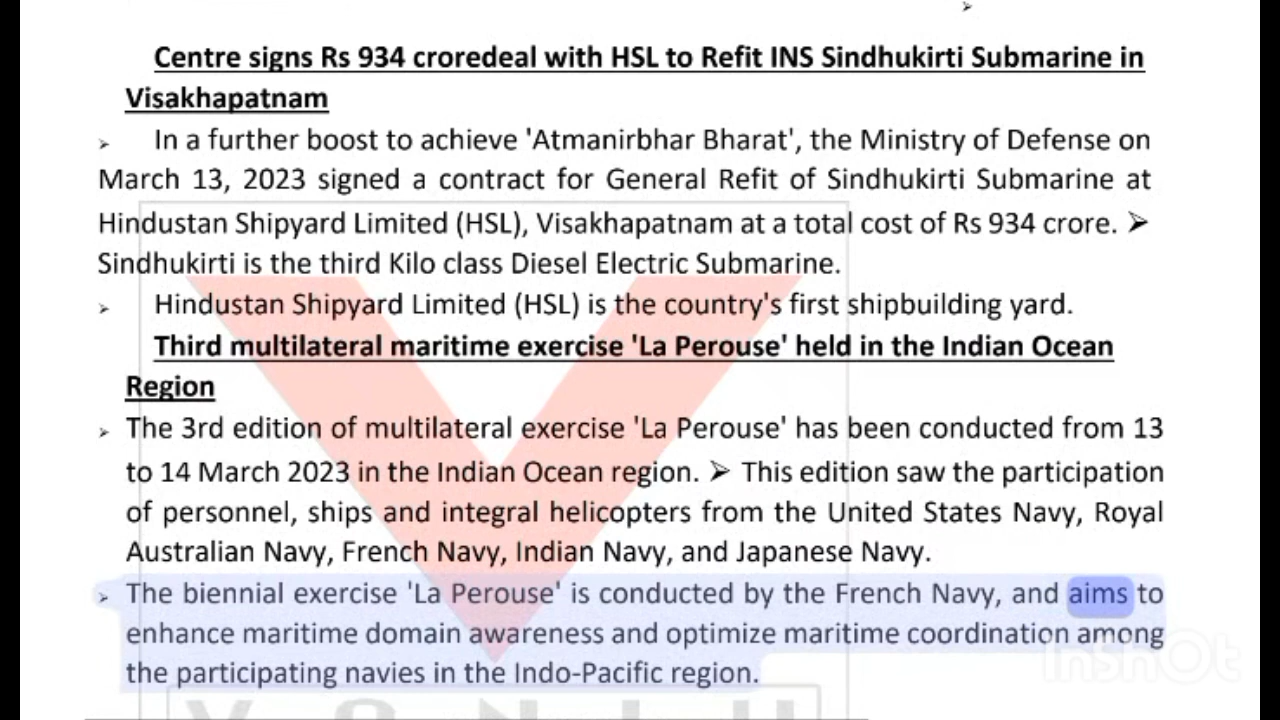 ➢
Centre signs Rs 934 croredeal with HSL to Refit INS Sindhukirti Submarine in
Visakhapatnam
➢ In a further boost to achieve 'Atmanirbhar Bharat', the Ministry of Defense on
March 13, 2023 signed a contract for General Refit of Sindhukirti Submarine at
Hindustan Shipyard Limited (HSL), Visakhapatnam at a total cost of Rs 934 crore. ➢
Sindhukirti is the third Kilo class Diesel Electric Submarine.
➢ Hindustan Shipyard Limited (HSL) is the country's first shipbuilding yard.
Third multilateral maritime exercise 'La Perouse' held in the Indian Ocean
Region
➢ The 3rd edition of multilateral exercise 'La Perouse' has been conducted from 13
to 14 March 2023 in the Indian Ocean region. ➢ This edition saw the participation
of personnel, ships and integral helicopters from the United States Navy, Royal
Australian Navy, French Navy, Indian Navy, and Japanese Navy.
➢ The biennial exercise 'La Perouse' is conducted by the French Navy, and aims to
enhance maritime domain awareness and optimize maritime coordination among
the participating navies in the Indo-Pacific region.
InShOt